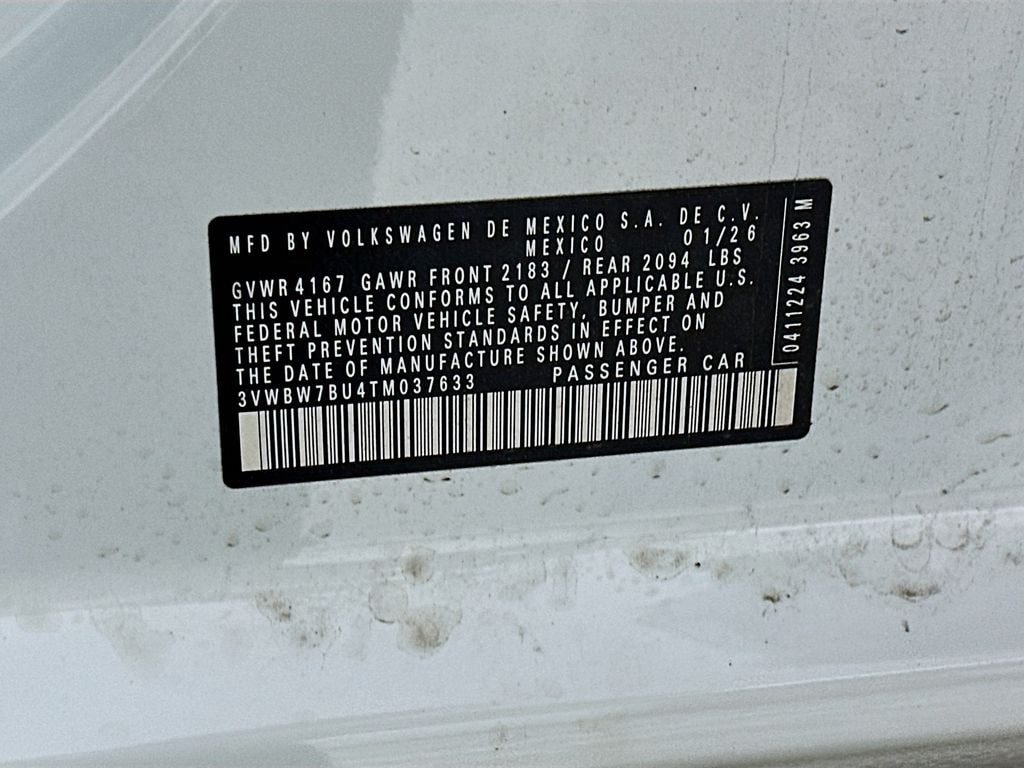 MFD BY VOLKSWAGEN DE MEXICO S.A. DE C.V.
MEXICO 01/26
GVWR 4167 GAWR FRONT 2183 / REAR 2094 LBS
THIS VEHICLE CONFORMS TO ALL APPLICABLE U.S.
FEDERAL MOTOR VEHICLE SAFETY, BUMPER AND
THEFT PREVENTION STANDARDS IN EFFECT ON
THE DATE OF MANUFACTURE SHOWN ABOVE.
3VWBW7BU4TM037633 PASSENGER CAR
0411224 3963 M